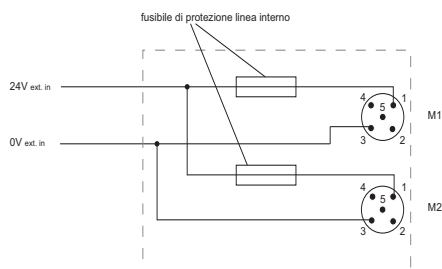 fusibile di protezione linea interno
24V ext. in
4 1
5
M1
0V ext. in
3 2
4 1
5
M2
3 2